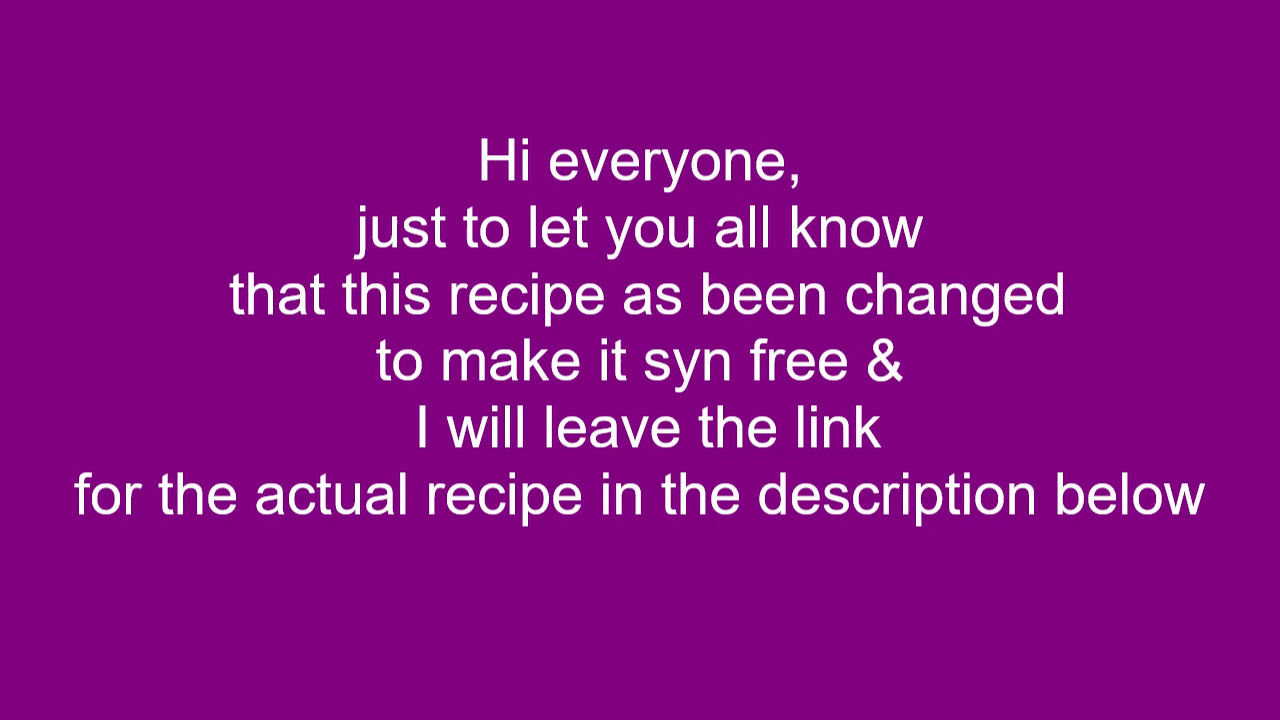 Hi everyone,
just to let you all know
that this recipe as been changed
to make it syn free &
I will leave the link
for the actual recipe in the description below